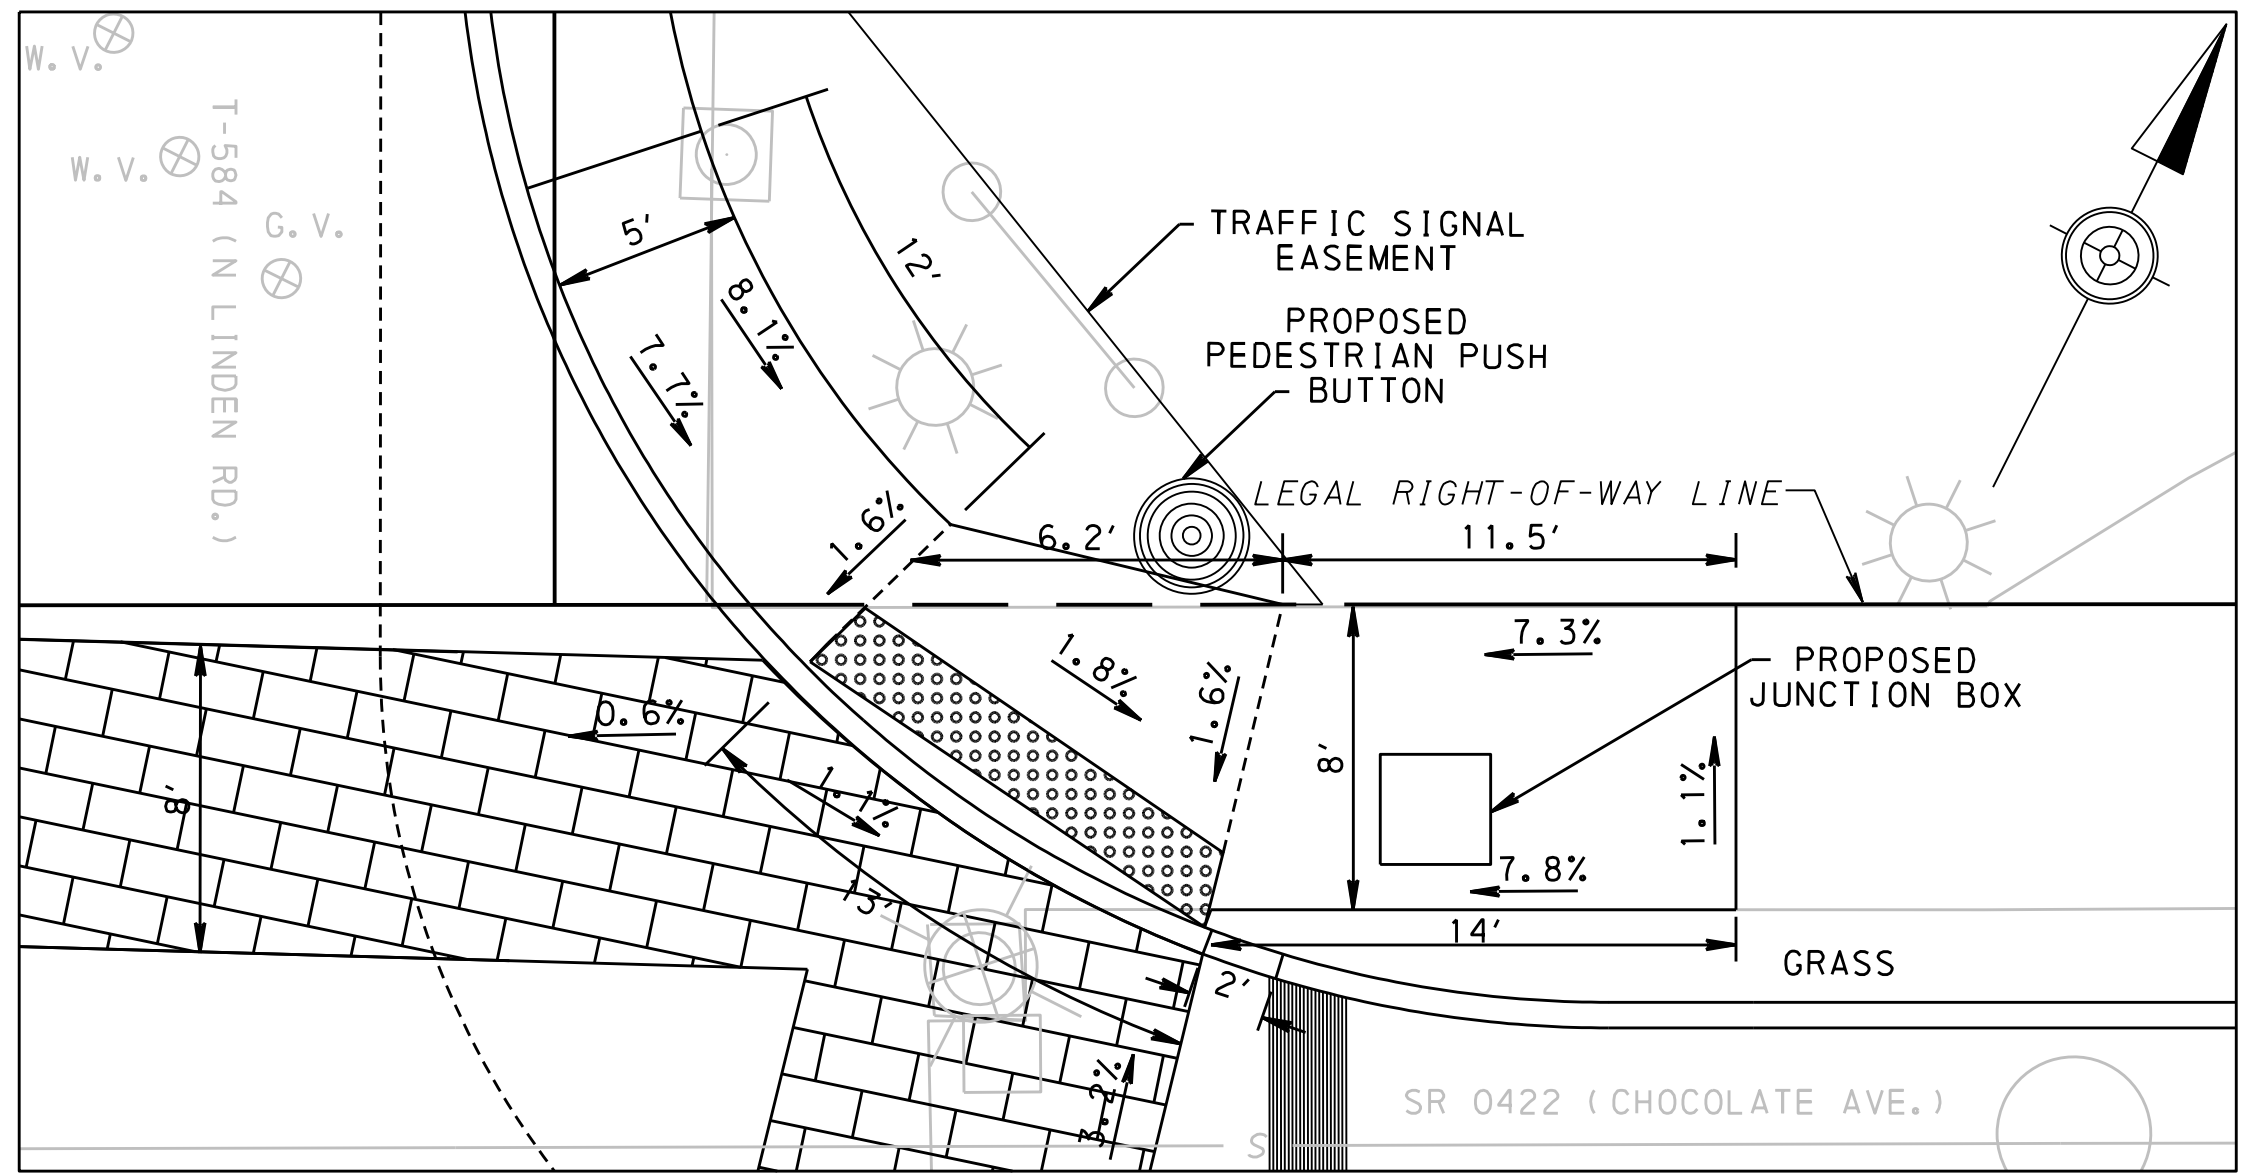 W.V.
W.V.
G.V.
T-584 (N LINDEN RD.)
5'
12'
8.1%
7.7%
TRAFFIC SIGNAL
EASEMENT
PROPOSED
PEDESTRIAN PUSH
BUTTON
LEGAL RIGHT-OF-WAY LINE
1.6%
6.2'
11.5'
7.3%
1.8%
1.6%
PROPOSED
JUNCTION BOX
0.6%
8'
8'
1.1%
1.1%
7.8%
13'
14'
GRASS
2'
3.2%
SR 0422 (CHOCOLATE AVE.)
S